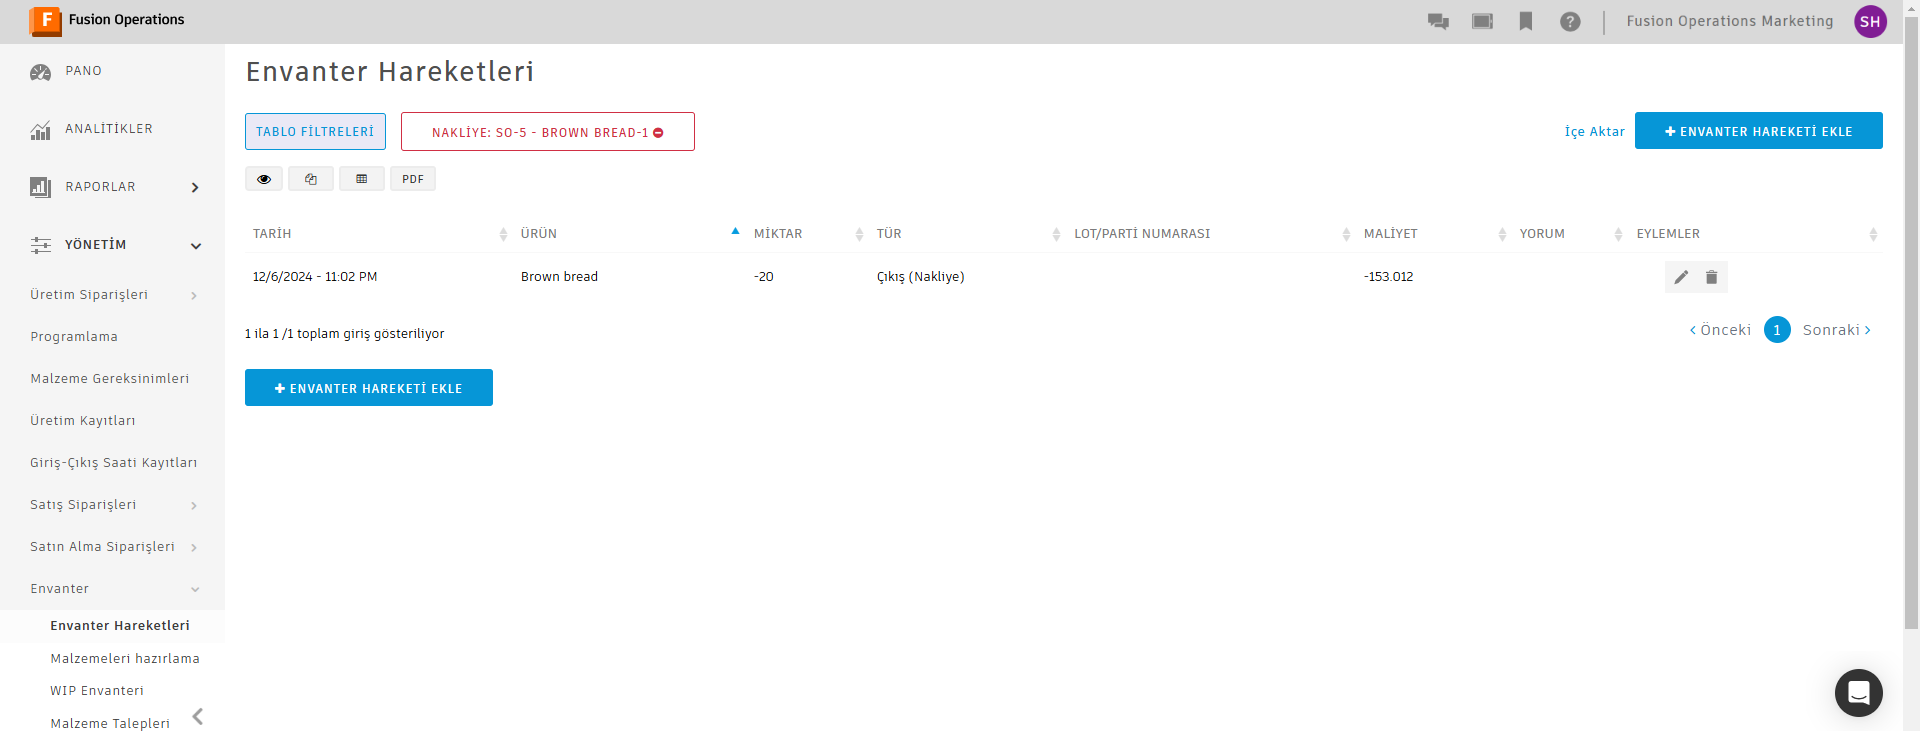 F Fusion Operations
? Fusion Operations Marketing SH
PANO
ANALİTİKLER
RAPORLAR
YÖNETİM
Üretim Siparişleri
Programlama
Malzeme Gereksinimleri
Üretim Kayıtları
Giriş-Çıkış Saati Kayıtları
Satış Siparişleri
Satın Alma Siparişleri
Envanter
Envanter Hareketleri
Malzemeleri hazırlama
WIP Envanteri
Malzeme Talepleri
Envanter Hareketleri
TABLO FİLTRELERİ NAKLİYE: SO-5 - BROWN BREAD-1 İçe Aktar + ENVANTER HAREKETİ EKLE
PDF
TARİH ÜRÜN MİKTAR TÜR LOT/PARTİ NUMARASI MALİYET YORUM EYLEMLER
12/6/2024 - 11:02 PM Brown bread -20 Çıkış (Nakliye) -153.012
1 ila 1 /1 toplam giriş gösteriliyor
< Önceki 1 Sonraki >
+ ENVANTER HAREKETİ EKLE